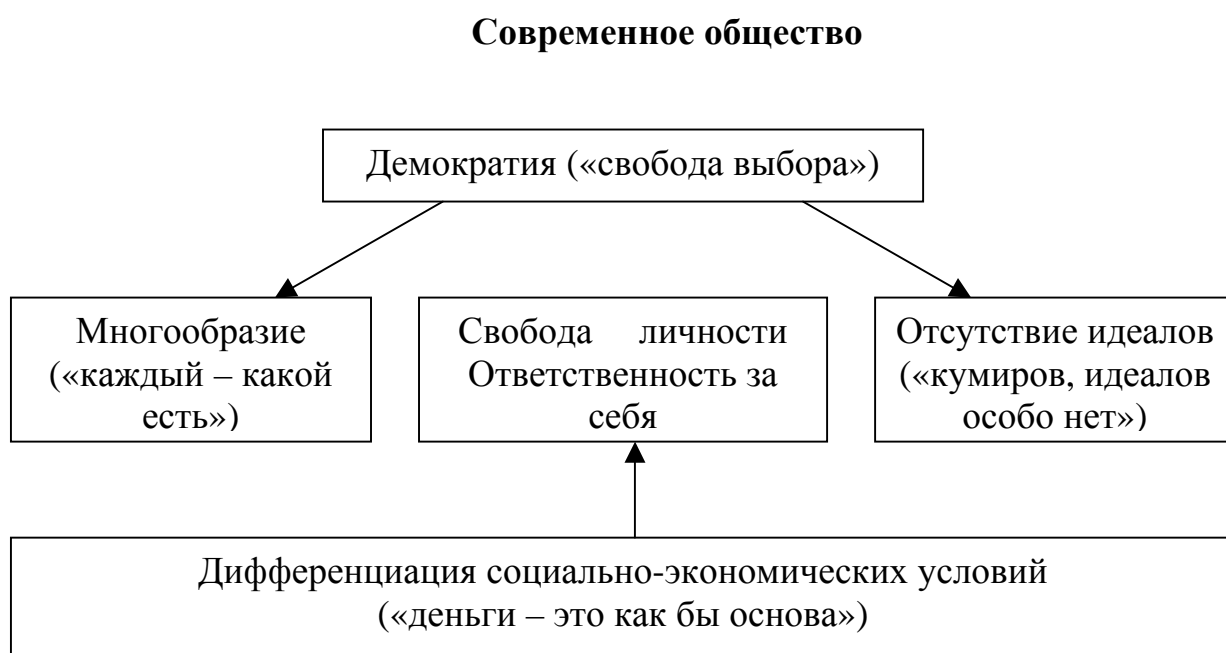 Современное общество
Демократия («свобода выбора»)
Многообразие
(«каждый – какой
есть»)
Свобода личности
Ответственность за
себя
Отсутствие идеалов
(«кумиров, идеалов
особо нет»)
Дифференциация социально-экономических условий
(«деньги – это как бы основа»)